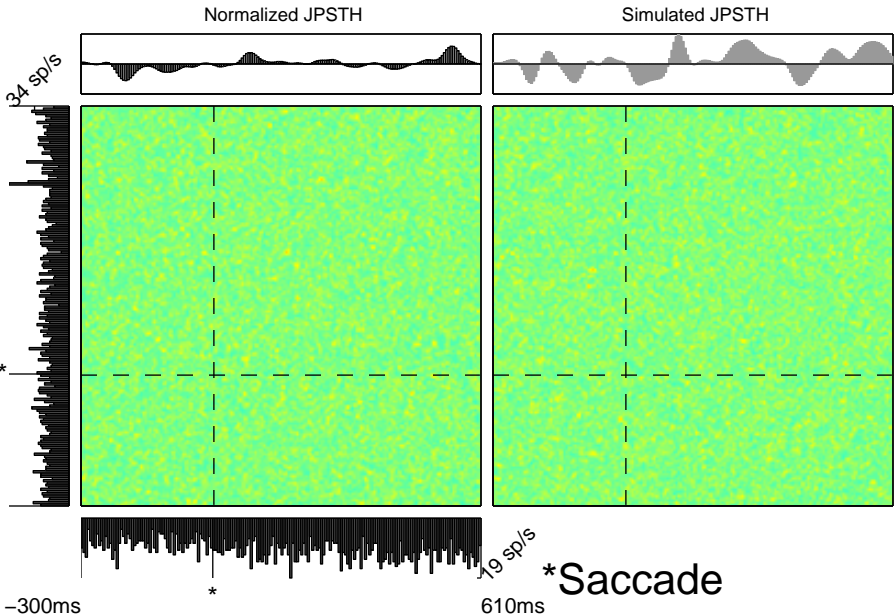 Normalized JPSTH
Simulated JPSTH
34 sp/s
*
19 sp/s
*
*Saccade
−300ms
610ms